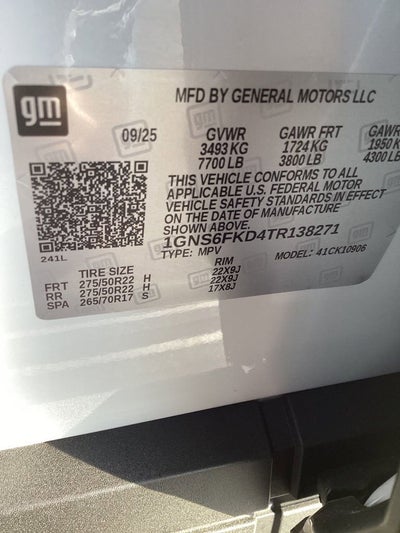 gm
MFD BY GENERAL MOTORS LLC
09/25 GVWR GAWR FRT GAWR
3493 KG 1724 KG 1950 K
7700 LB 3800 LB 4300 LB
THIS VEHICLE CONFORMS TO ALL
APPLICABLE U.S. FEDERAL MOTOR
VEHICLE SAFETY STANDARDS IN EFFECT
ON THE DATE OF MANUFACTURE
SHOWN ABOVE.
1GNS6FKD4TR138271
TYPE: MPV MODEL: 41CK10906
241L
TIRE SIZE RIM
FRT 275/50R22 H 22X9J
RR 275/50R22 H 22X9J
SPA 265/70R17 S 17X8J